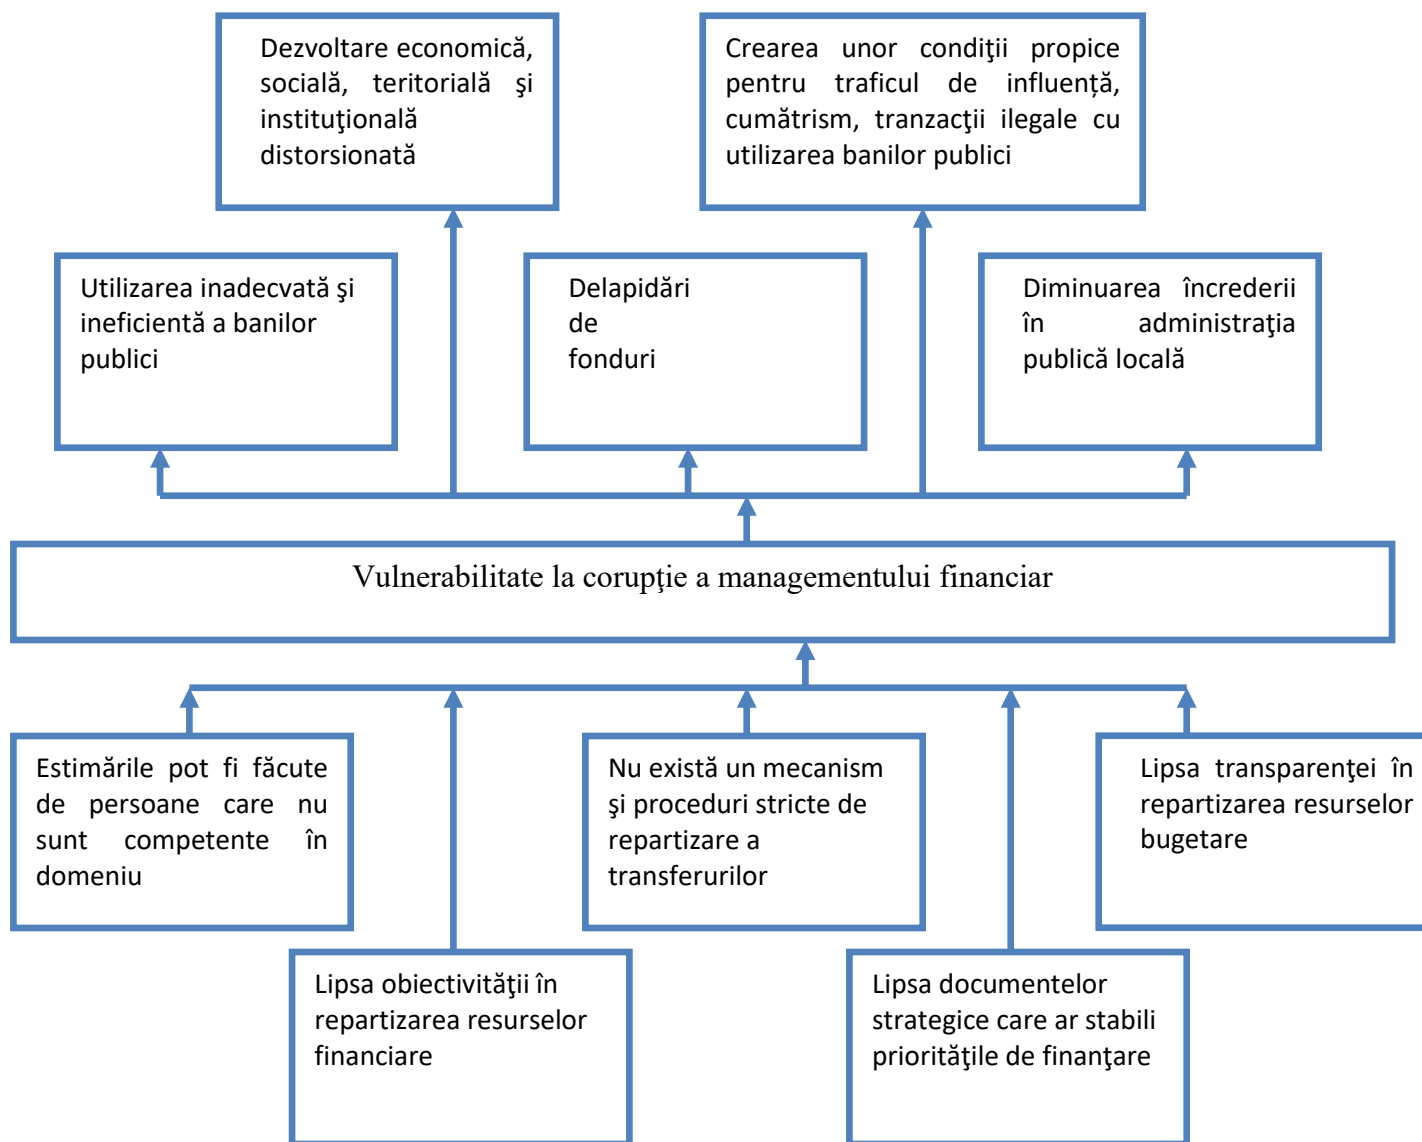 Dezvoltare economică,
socială, teritorială şi
instituţională
distorsionată
Crearea unor condiţii propice
pentru traficul de influență,
cumătrism, tranzacţii ilegale cu
utilizarea banilor publici
Utilizarea inadecvată şi
ineficientă a banilor
publici
Delapidări
de
fonduri
Diminuarea încrederii
în administraţia
publică locală
Vulnerabilitate la corupţie a managementului financiar
Estimările pot fi făcute
de persoane care nu
sunt competente în
domeniu
Nu există un mecanism
şi proceduri stricte de
repartizare a
transferurilor
Lipsa transparenţei în
repartizarea resurselor
bugetare
Lipsa obiectivităţii în
repartizarea resurselor
financiare
Lipsa documentelor
strategice care ar stabili
priorităţile de finanţare